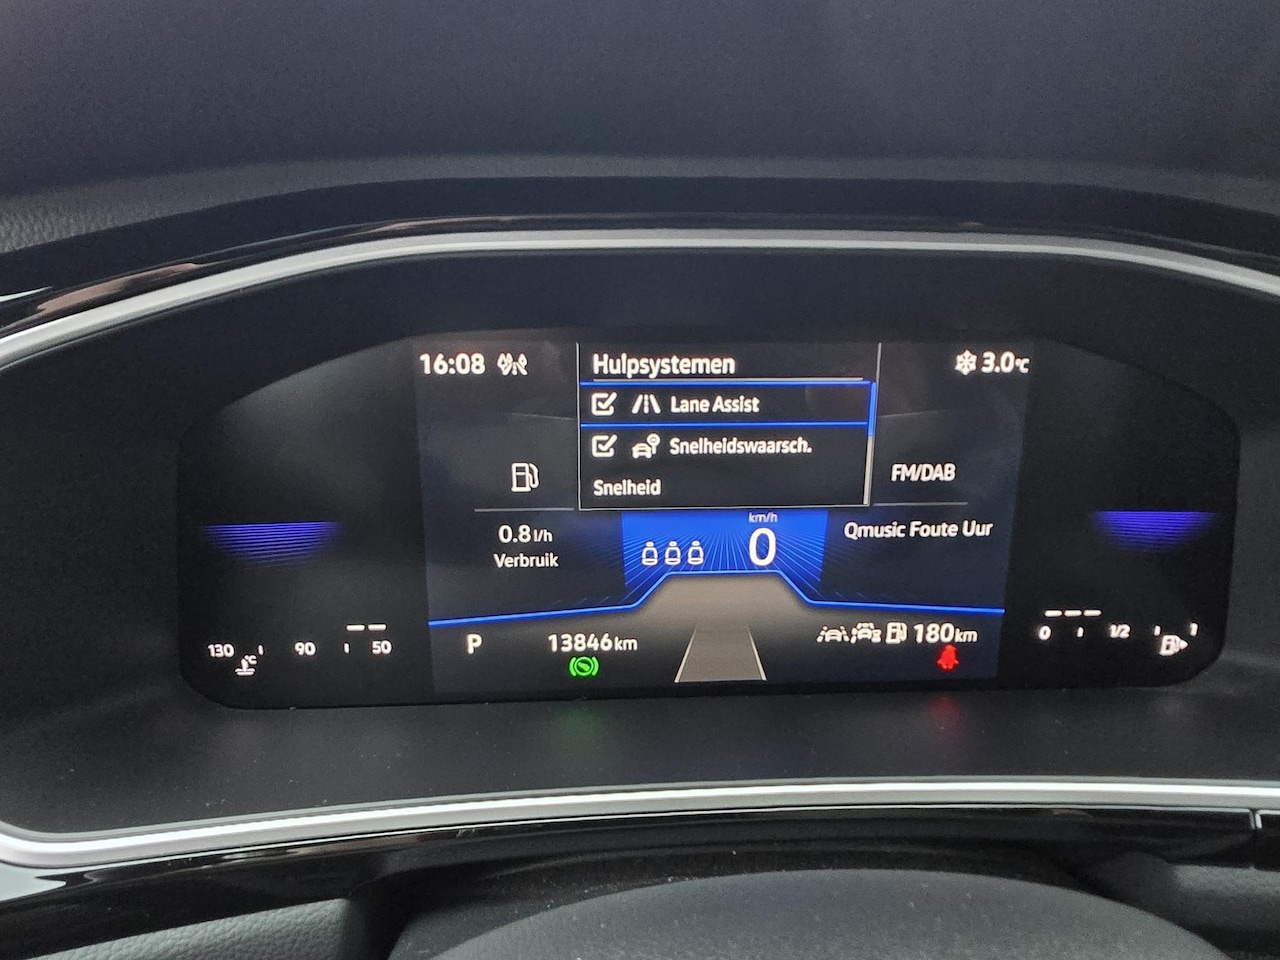 16:08
Hulpsystemen
3.0°C
Lane Assist
Snelheidswaarsch.
Snelheid
FM/DAB
0.8 l/h
Verbruik
km/h
0
Qmusic Foute Uur
P
13846 km
180 km
130
90
50
°C
0
1/2
1